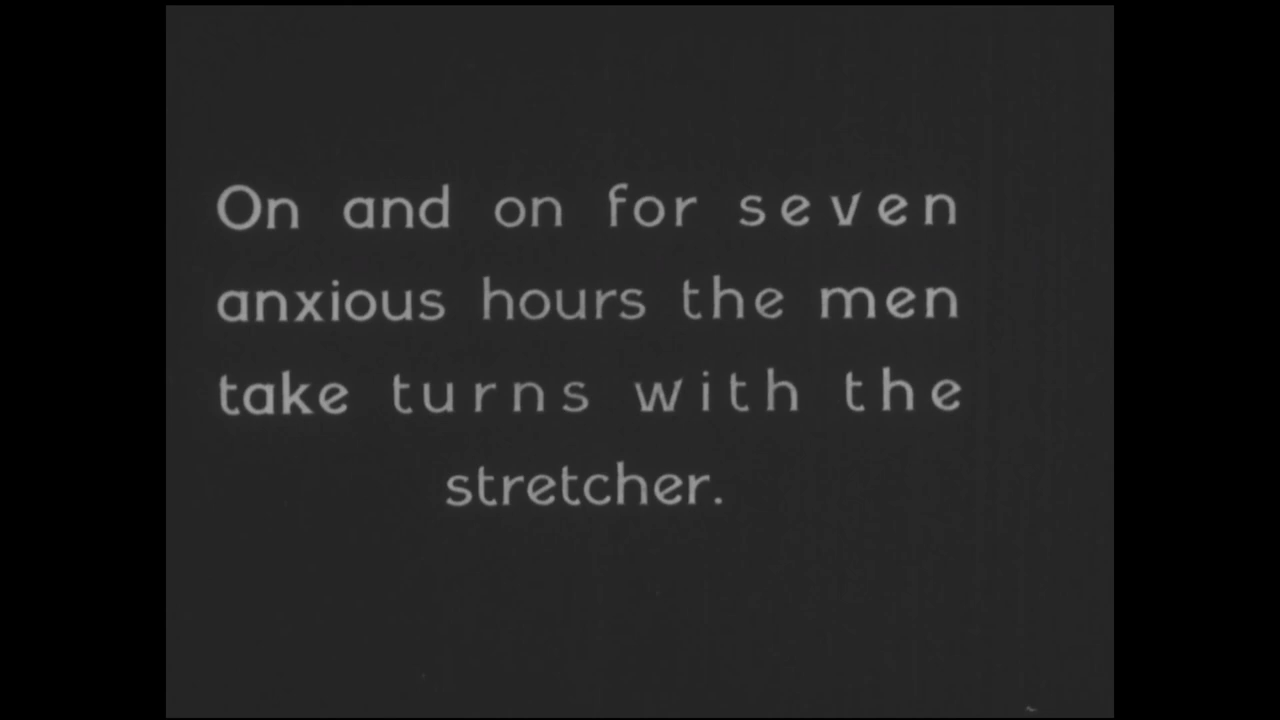 On and on for seven
anxious hours the men
take turns with the
stretcher.